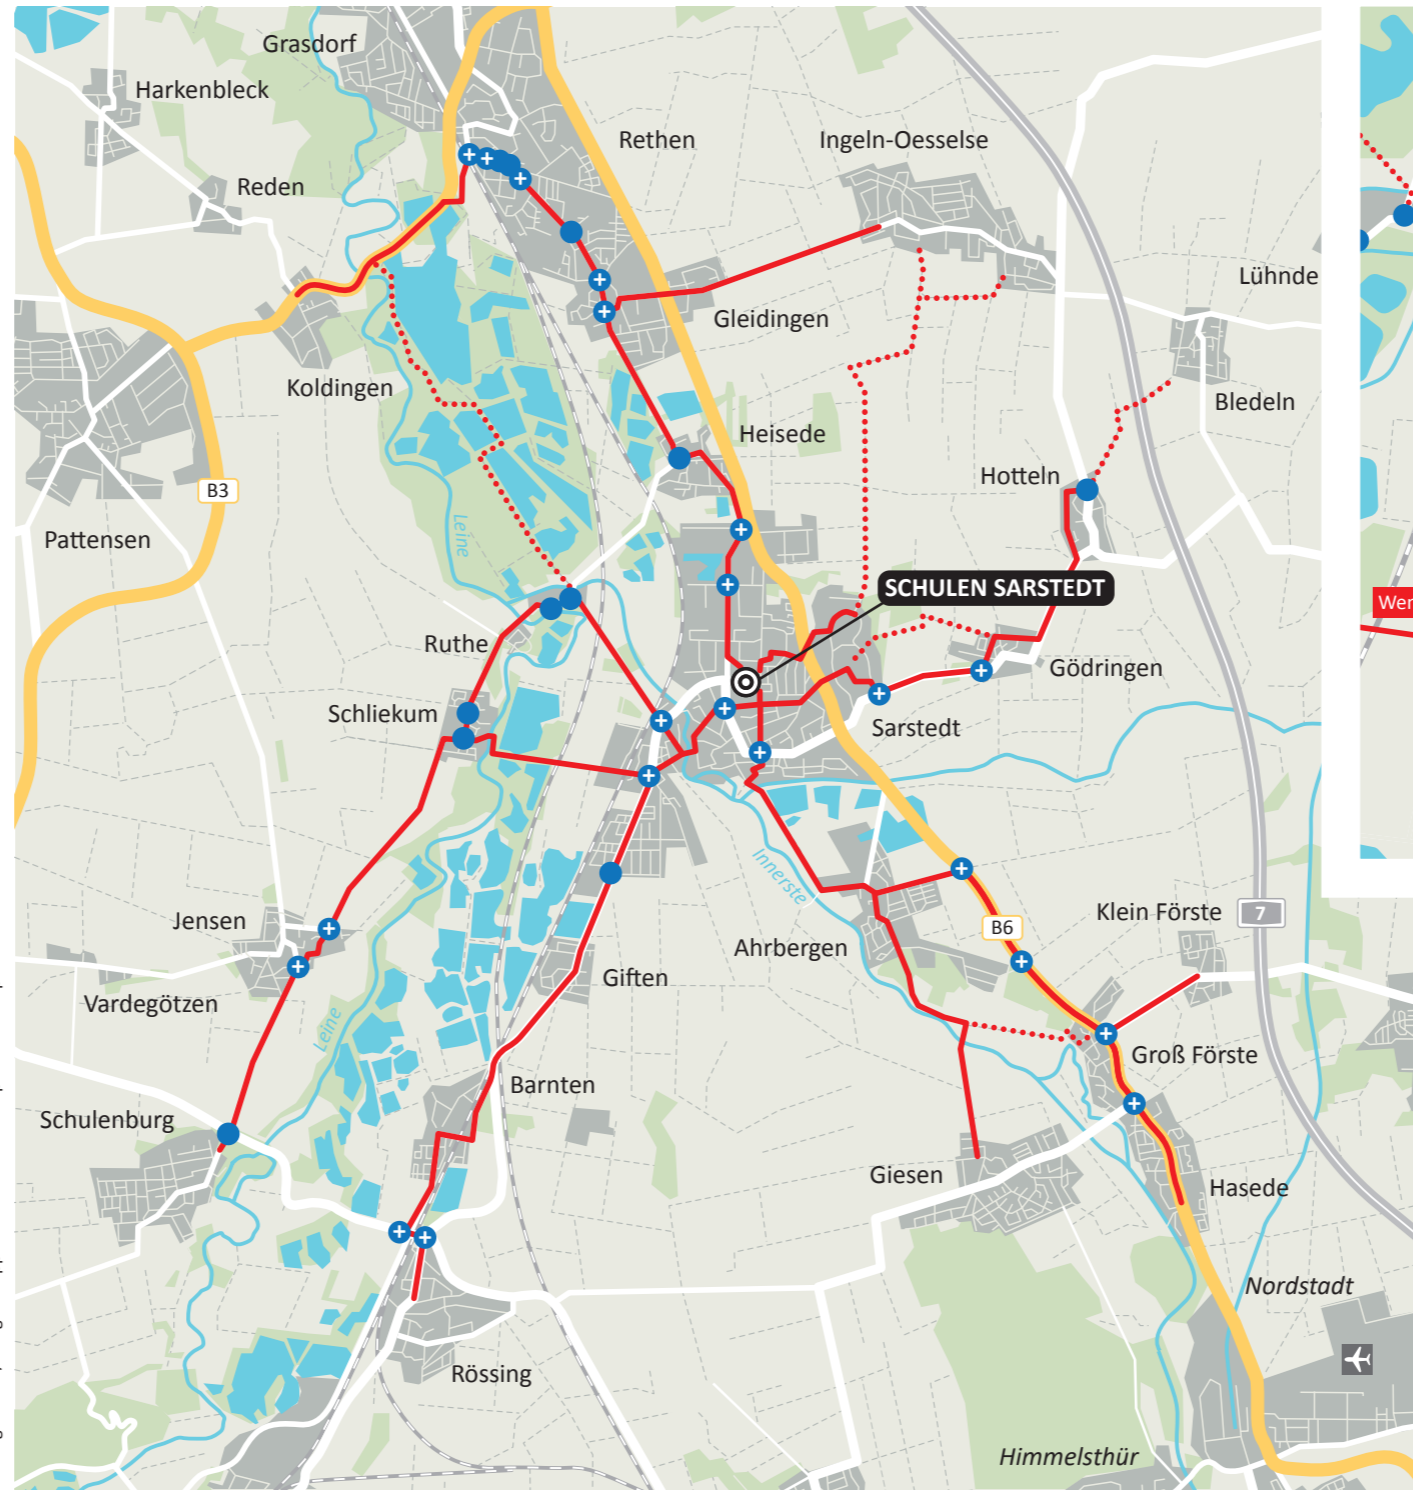 Grasdorf
Harkenbleck
Rethen
Ingeln-Oesselse
Reden
Lühnde
Gleidingen
Koldingen
Bledeln
Heisede
Hotteln
B3
Pattensen
Leine
SCHULEN SARSTEDT
Wer
Ruthe
Gödringen
Schliekum
Sarstedt
Innerste
Jensen
Klein Förste
7
B6
Ahrbergen
Giften
Vardegötzen
Leine
Groß Förste
Barnten
Schulenburg
Giesen
Hasede
Nordstadt
Rössing
Himmelsthür